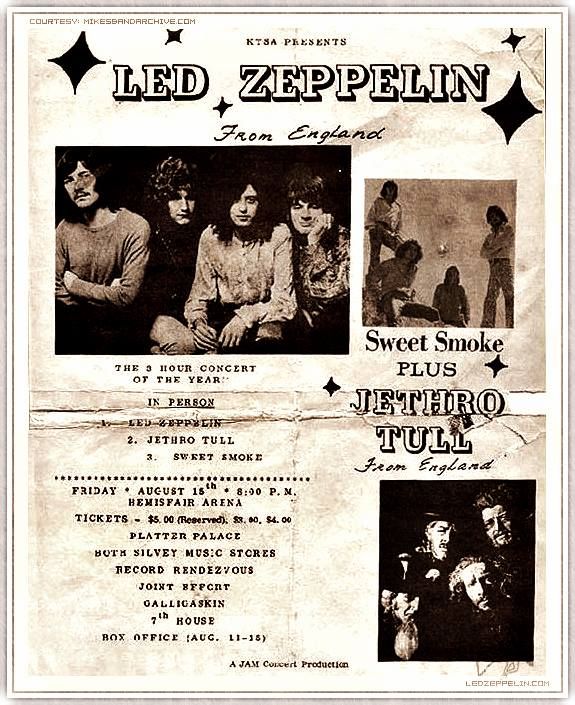 COURTESY: MIKESBANDARCHIVE.COM
KTSA PRESENTS
LED ZEPPELIN
From England
Sweet Smoke
PLUS
JETHRO
TULL
From England
THE 3 HOUR CONCERT
OF THE YEAR!
IN PERSON
1. LED ZEPPELIN
2. JETHRO TULL
3. SWEET SMOKE
FRIDAY * AUGUST 15th * 8:00 P.M.
HEMISFAIR ARENA
TICKETS - $5.00 (Reserved), $3.00, $4.00
PLATTER PALACE
BOTH SILVEY MUSIC STORES
RECORD RENDEZVOUS
JOINT EFFORT
GALLIGASKIN
7th HOUSE
BOX OFFICE (AUG. 11-15)
A JAM Concert Production
LEDZEPPELIN.COM